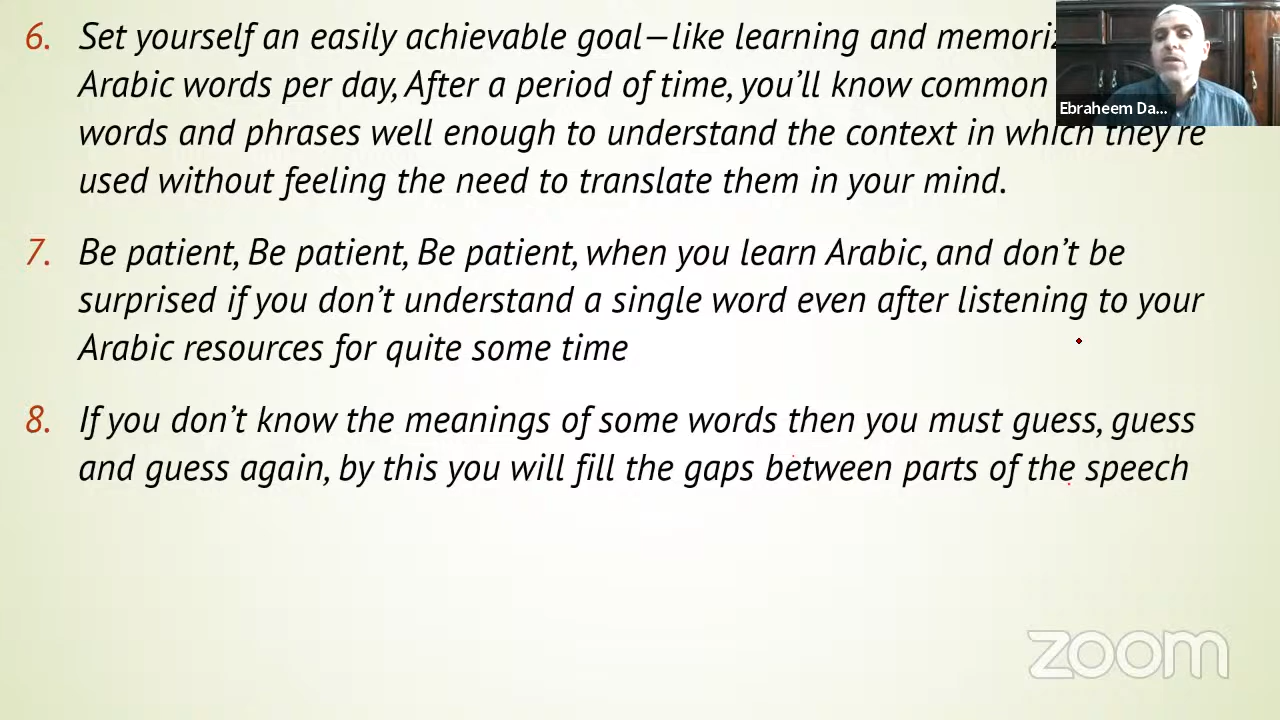 6. Set yourself an easily achievable goal—like learning and
Arabic words per day, After a period of time, you'll know common
words and phrases well enough to understand the context in which they're
used without feeling the need to translate them in your mind.
7. Be patient, Be patient, Be patient, when you learn Arabic, and don't be
surprised if you don't understand a single word even after listening to your
Arabic resources for quite some time
8. If you don't know the meanings of some words then you must guess, guess
and guess again, by this you will fill the gaps between parts of the speech
Ebraheem Da...
zoom